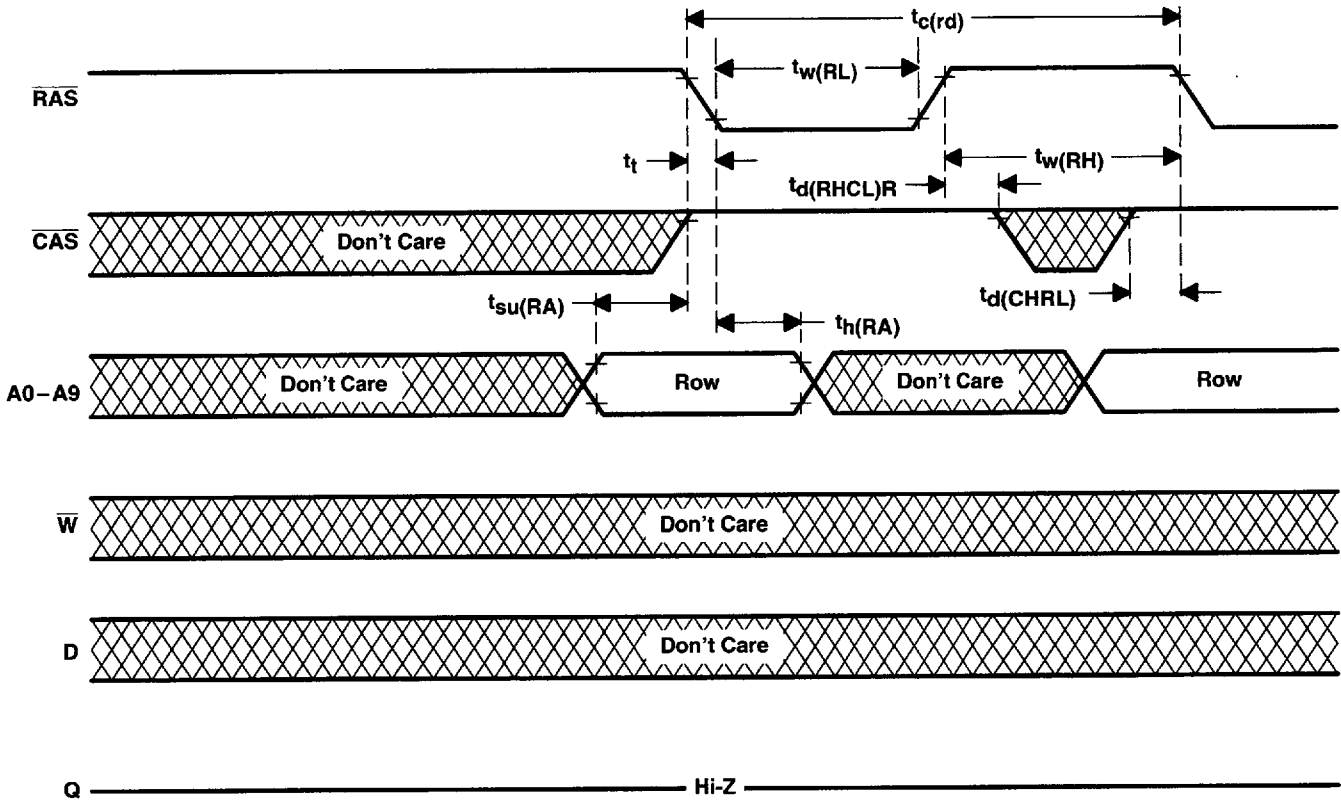 tc(rd)
tw(RL)
RAS
tt
tw(RH)
td(RHCL)R
CAS
Don't Care
tsu(RA)
td(CHRL)
th(RA)
A0–A9
Don't Care
Row
Don't Care
Row
W
Don't Care
D
Don't Care
Q
Hi-Z